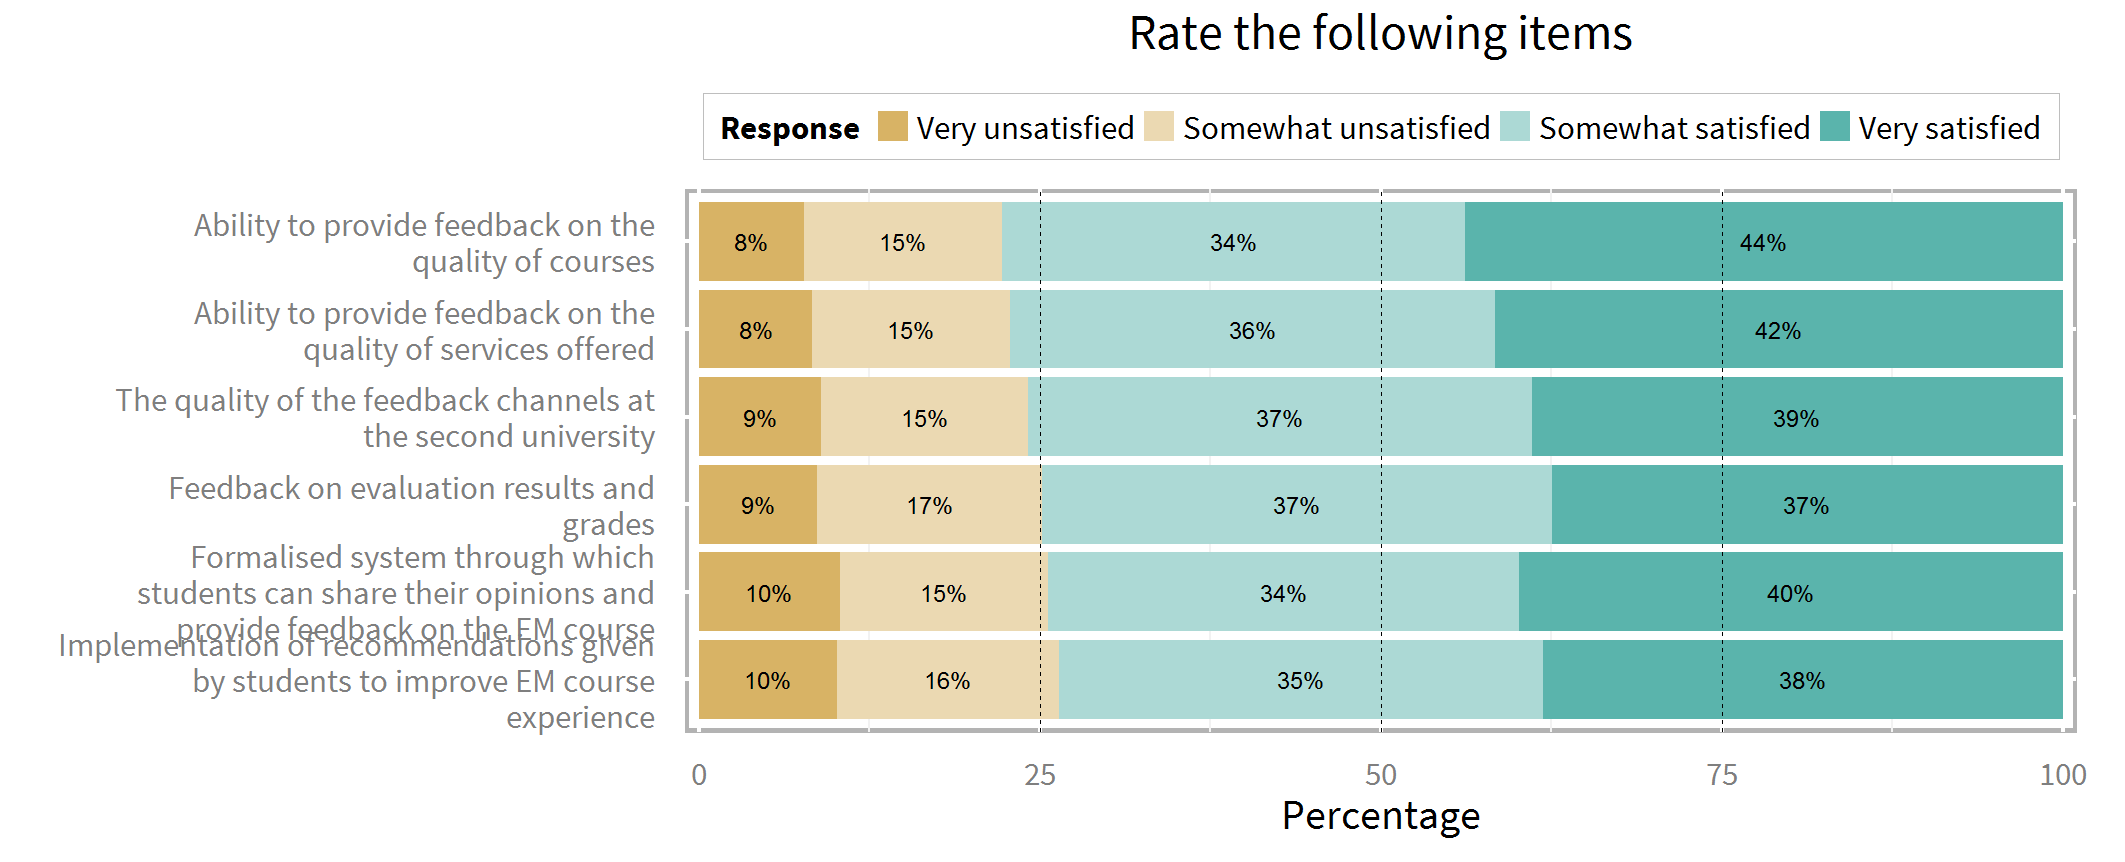 Rate the following items
Response Very unsatisfied Somewhat unsatisfied Somewhat satisfied Very satisfied
Ability to provide feedback on the
quality of courses
8% 15% 34% 44%
Ability to provide feedback on the
quality of services offered
8% 15% 36% 42%
The quality of the feedback channels at
the second university
9% 15% 37% 39%
Feedback on evaluation results and
grades
9% 17% 37% 37%
Formalised system through which
students can share their opinions and
provide feedback on the EM course
10% 15% 34% 40%
Implementation of recommendations given
by students to improve EM course
experience
10% 16% 35% 38%
0 25 50 75 100
Percentage